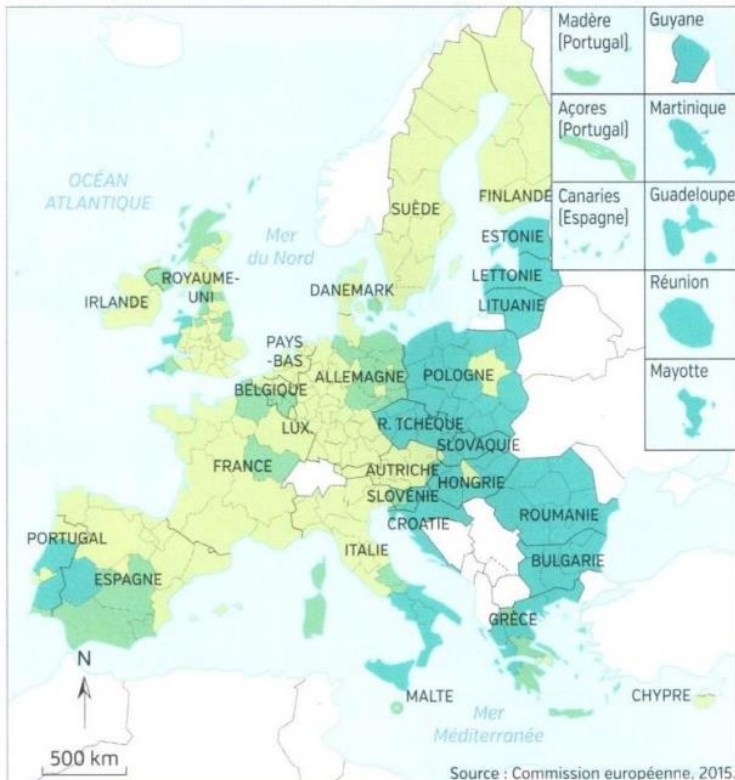 Madère
(Portugal)
Guyane
Açores
(Portugal)
Martinique
Canaries
(Espagne)
Guadeloupe
Réunion
Mayotte
OCÉAN
ATLANTIQUE
Mer
du Nord
SUÈDE
FINLANDE
ESTONIE
LETTONIE
LITUANIE
DANEMARK
ROYAUME-
UNI
IRLANDE
PAYS
-BAS
BELGIQUE
ALLEMAGNE
POLOGNE
LUX.
R. TCHÈQUE
SLOVAQUIE
FRANCE
AUTRICHE
HONGRIE
SLOVÉNIE
CROATIE
ROUMANIE
BULGARIE
ITALIE
PORTUGAL
ESPAGNE
GRÈCE
MALTE
CHYPRE
Mer
Méditerranée
N
500 km
Source : Commission européenne, 2015.